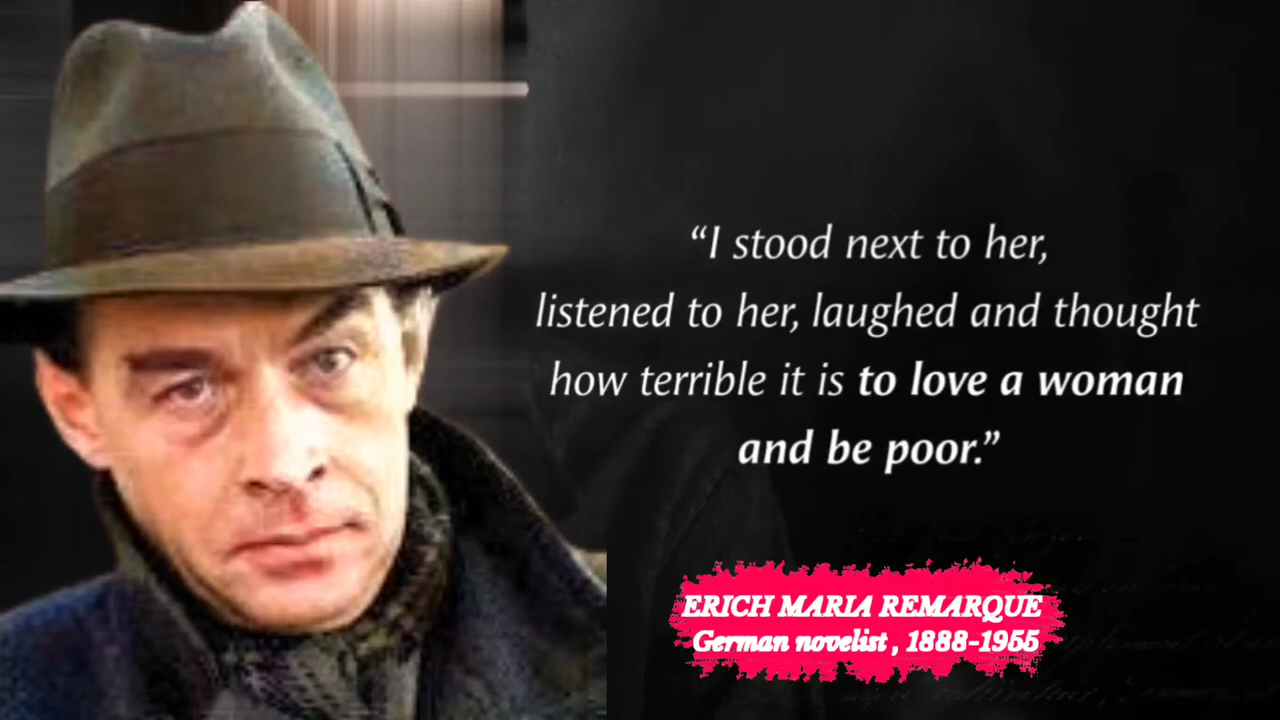 “I stood next to her,
listened to her, laughed and thought
how terrible it is to love a woman
and be poor.”
ERICH MARIA REMARQUE
German novelist , 1888-1955